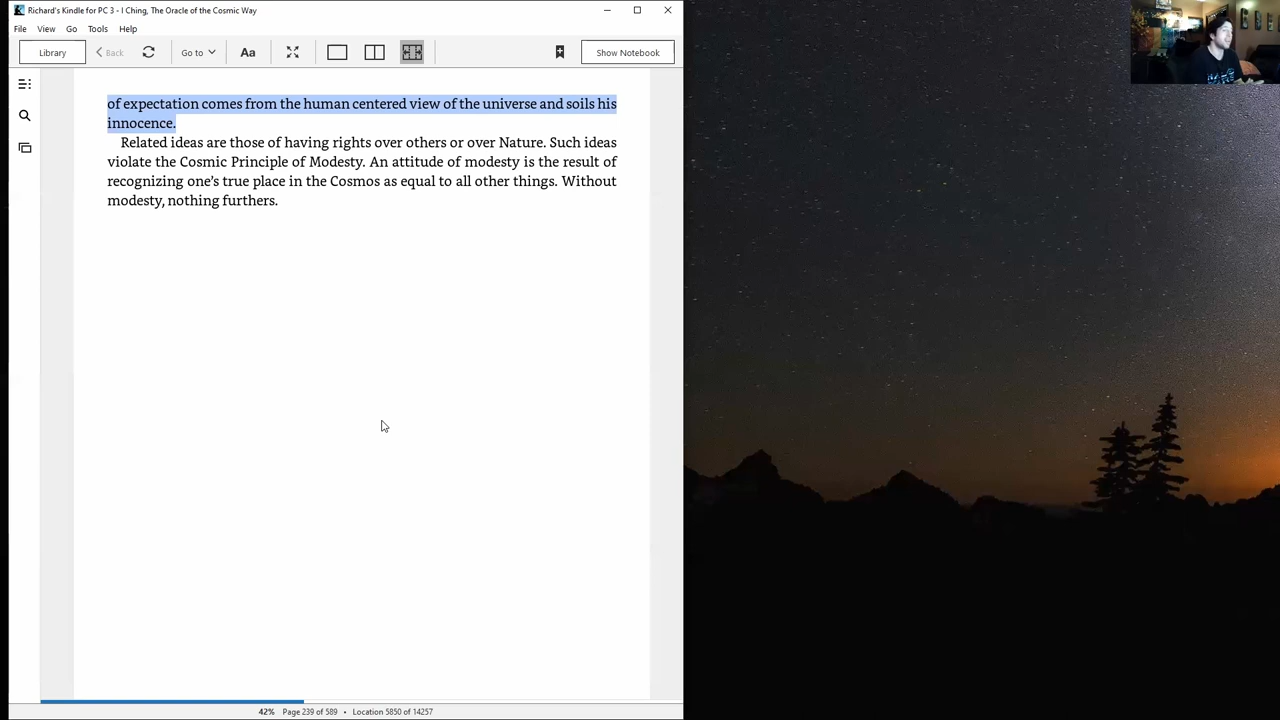 Richard's Kindle for PC 3 - I Ching, The Oracle of the Cosmic Way
File View Go Tools Help
Library Back Go to Aa Show Notebook
of expectation comes from the human centered view of the universe and soils his
innocence.
Related ideas are those of having rights over others or over Nature. Such ideas
violate the Cosmic Principle of Modesty. An attitude of modesty is the result of
recognizing one’s true place in the Cosmos as equal to all other things. Without
modesty, nothing furthers.
42% Page 239 of 589 • Location 5850 of 14257